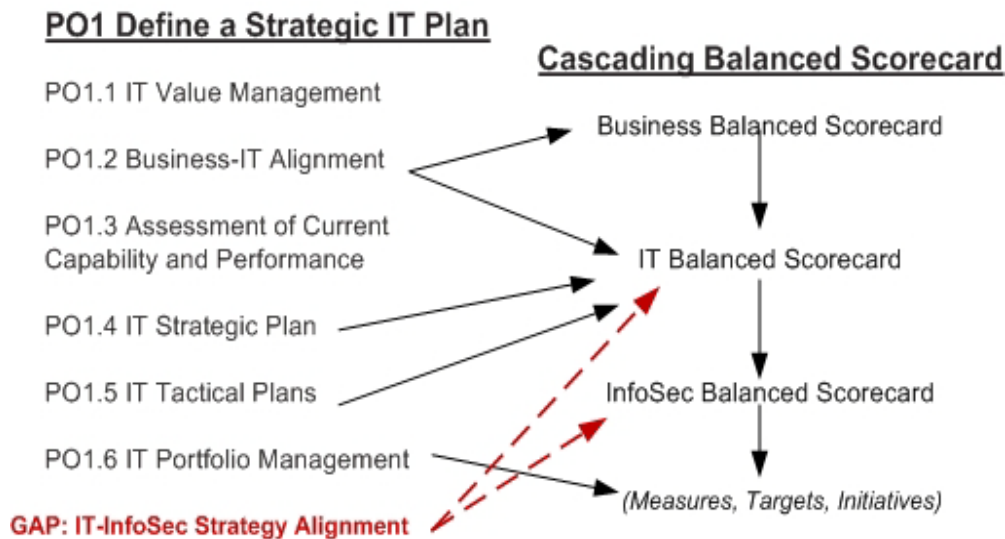 PO1 Define a Strategic IT Plan
Cascading Balanced Scorecard
PO1.1 IT Value Management
Business Balanced Scorecard
PO1.2 Business-IT Alignment
PO1.3 Assessment of Current
Capability and Performance
IT Balanced Scorecard
PO1.4 IT Strategic Plan
PO1.5 IT Tactical Plans
InfoSec Balanced Scorecard
PO1.6 IT Portfolio Management
(Measures, Targets, Initiatives)
GAP: IT-InfoSec Strategy Alignment